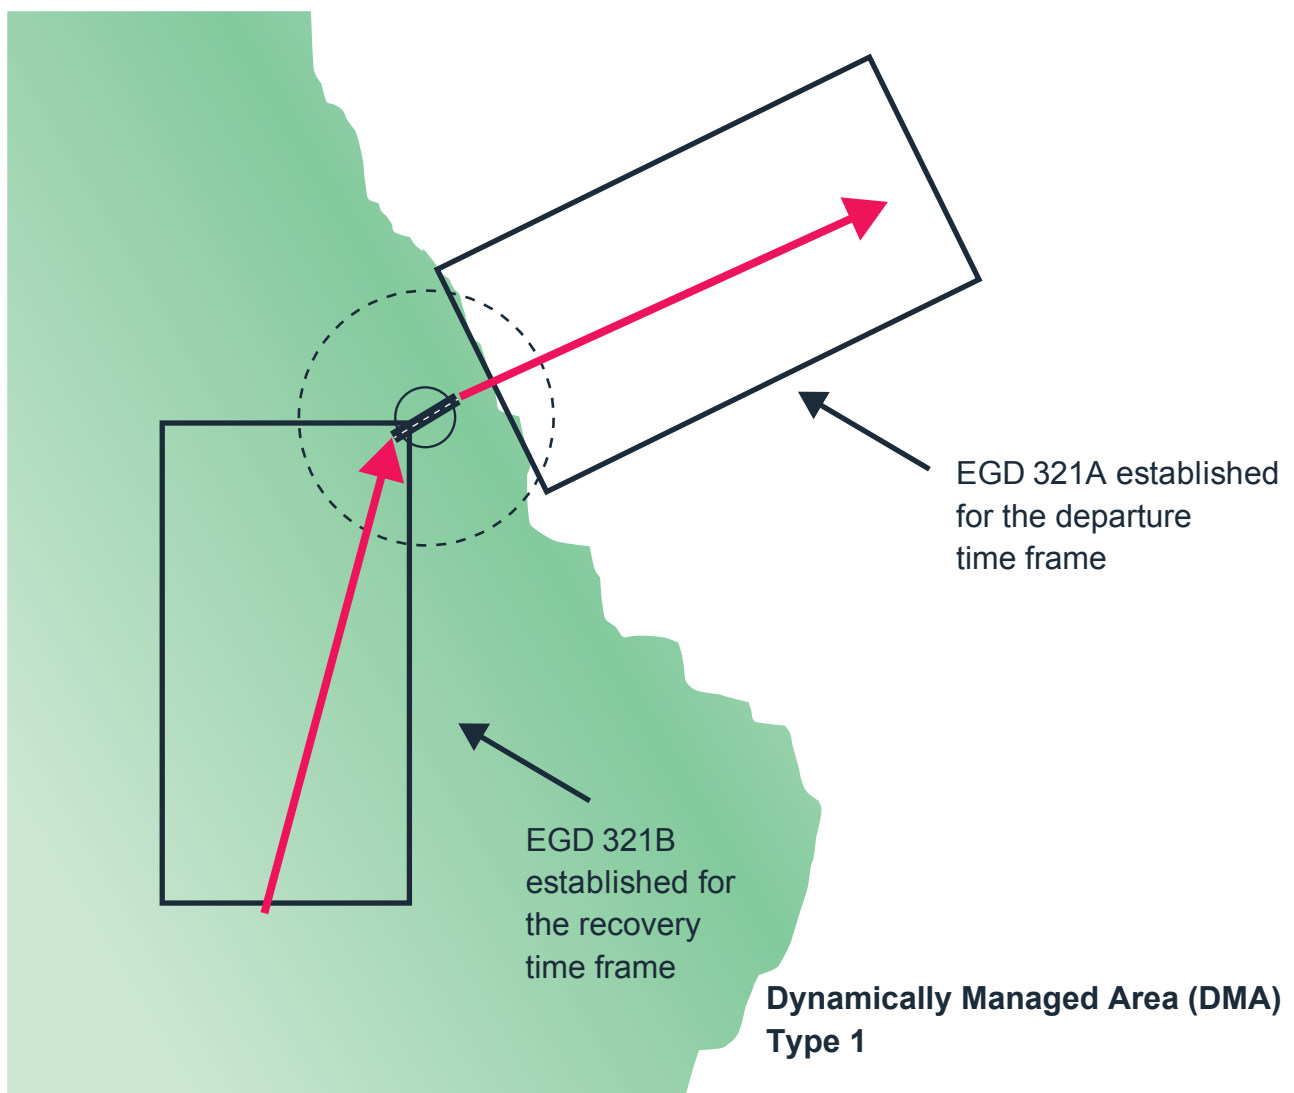 EGD 321A established
for the departure
time frame
EGD 321B
established for
the recovery
time frame
Dynamically Managed Area (DMA)
Type 1